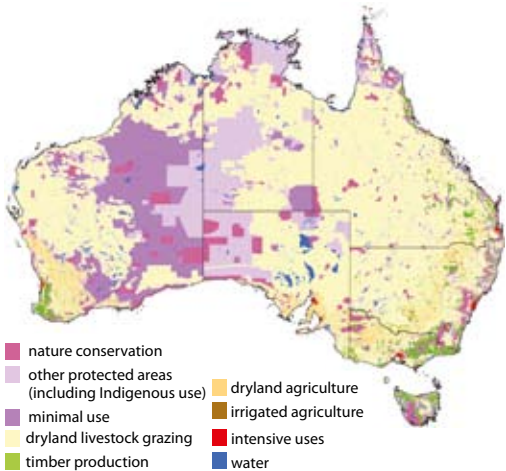 nature conservation
other protected areas
(including Indigenous use)
minimal use
dryland livestock grazing
timber production
dryland agriculture
irrigated agriculture
intensive uses
water